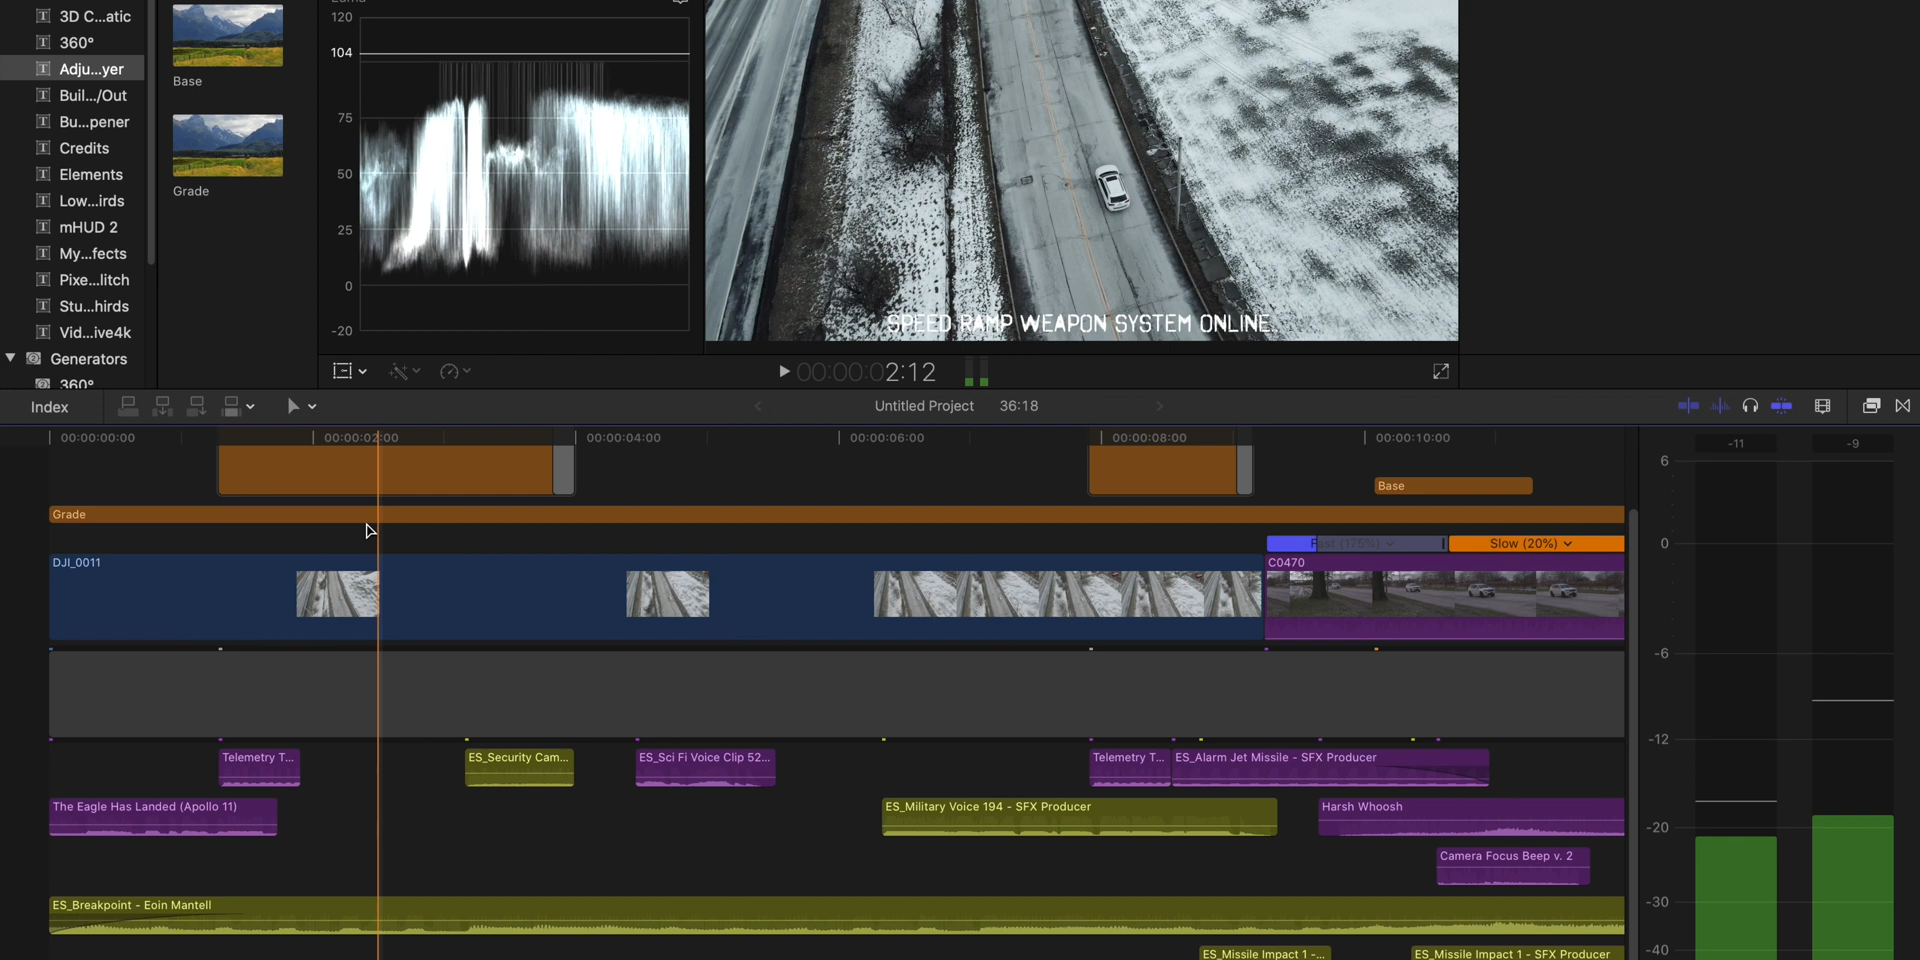 3D C...atic
360°
Adju...yer
Buil.../Out
Bu...pener
Credits
Elements
Low...irds
mHUD 2
My...fects
Pixe...litch
Stu...hirds
Vid...ive4k
Generators
360°
Base
Grade
Luma
120
104
75
50
25
0
-20
SPEED RAMP WEAPON SYSTEM ONLINE
00:00:02:12
Index
Untitled Project 36:18
00:00:00:00
00:00:02:00
00:00:04:00
00:00:06:00
00:00:08:00
00:00:10:00
-11
-9
6
0
-6
-12
-20
-30
-40
Base
Grade
Fast (175%)
Slow (20%)
DJI_0011
C0470
Telemetry T...
ES_Security Cam...
ES_Sci Fi Voice Clip 52...
Telemetry T...
ES_Alarm Jet Missile - SFX Producer
The Eagle Has Landed (Apollo 11)
ES_Military Voice 194 - SFX Producer
Harsh Whoosh
Camera Focus Beep v. 2
ES_Breakpoint - Eoin Mantell
ES_Missile Impact 1 -...
ES_Missile Impact 1 - SFX Producer